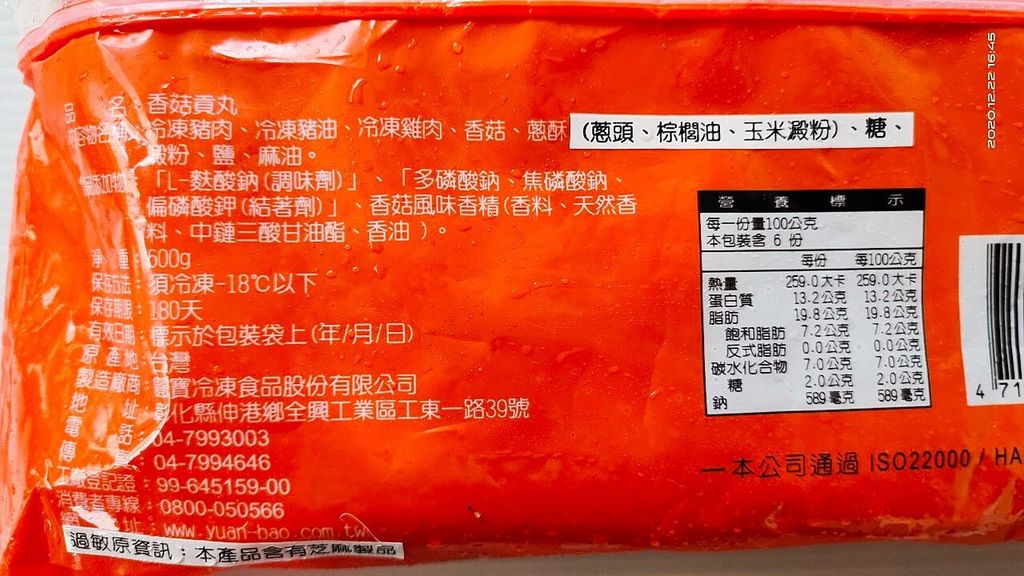 品 名：香菇貢丸
內容物名稱：冷凍豬肉、冷凍豬油、冷凍雞肉、香菇、蔥酥(蔥頭、棕櫚油、玉米澱粉)、糖、
澱粉、鹽、麻油。
「L-麩酸鈉(調味劑)」、「多磷酸鈉、焦磷酸鈉、
偏磷酸鉀(結著劑)」、香菇風味香精(香料、天然香
料、中鏈三酸甘油酯、香油)。
淨 重：600g
保存方法：須冷凍-18℃以下
保存期限：180天
有效日期：標示於包裝袋上(年/月/日)
原 產 地：台灣
製造廠商：圓寶冷凍食品股份有限公司
地 址：彰化縣伸港鄉全興工業區工東一路39號
電 話：04-7993003
傳 真：04-7994646
工廠登記證：99-645159-00
消費者專線：0800-050566
網 址：www.yuan-bao.com.tw
過敏原資訊：本產品含有芝麻製品
營 養 標 示
每一份量100公克
本包裝含 6 份
每份 每100公克
熱量 259.0大卡 259.0大卡
蛋白質 13.2公克 13.2公克
脂肪 19.8公克 19.8公克
飽和脂肪 7.2公克 7.2公克
反式脂肪 0.0公克 0.0公克
碳水化合物 7.0公克 7.0公克
糖 2.0公克 2.0公克
鈉 589毫克 589毫克
4 71
一本公司通過 ISO22000 / HA
2020.12.22 16:45